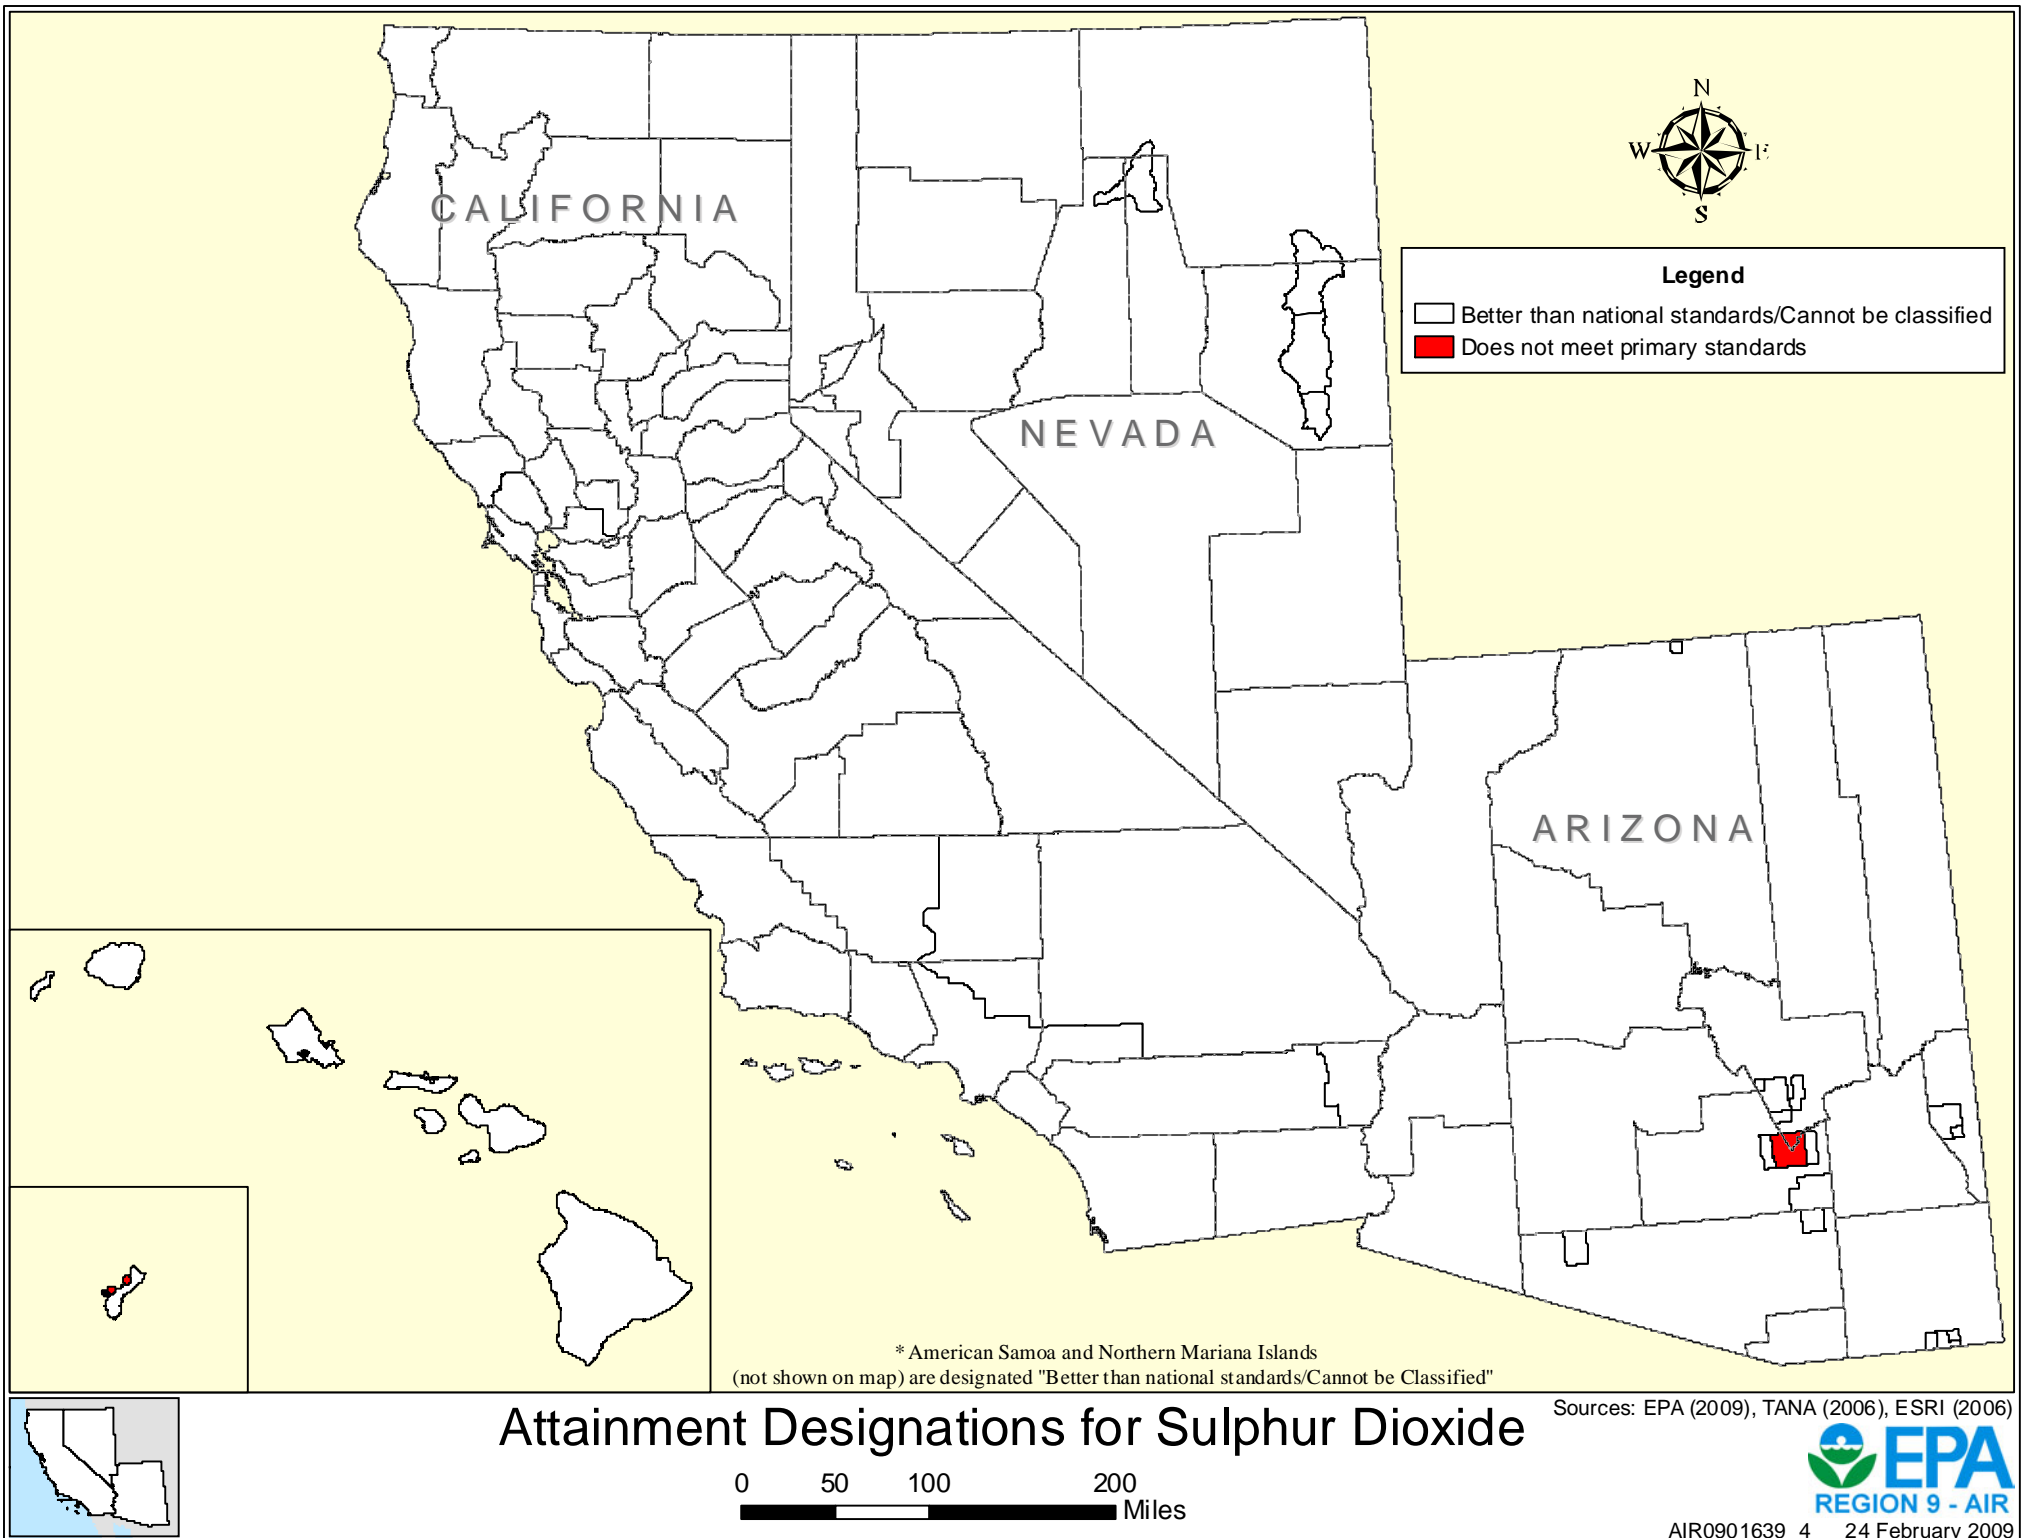 N
W
S
Legend
Better than national standards/Cannot be classified
Does not meet primary standards
CALIFORNIA
NEVADA
ARIZONA
* American Samoa and Northern Mariana Islands
(not shown on map) are designated "Better than national standards/Cannot be Classified"
Attainment Designations for Sulphur Dioxide
0 50 100 200
Miles
Sources: EPA (2009), TANA (2006), ESRI (2006)
EPA
REGION 9 - AIR
AIR0901639_4 24 February 2009